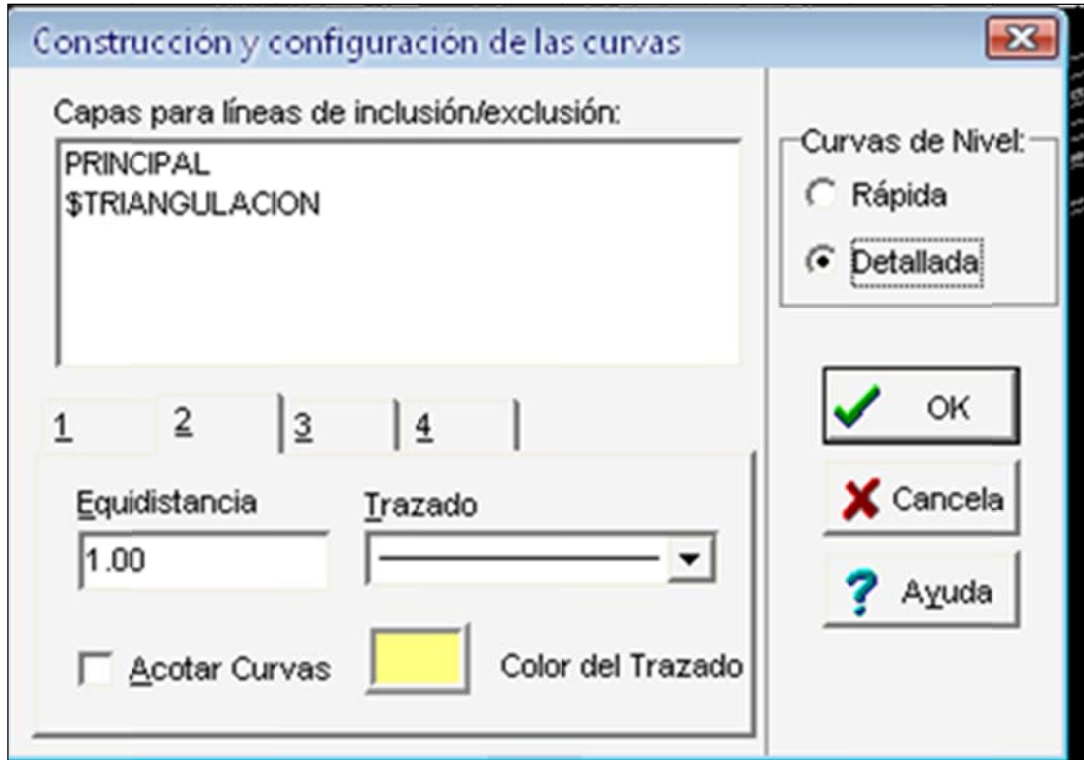 Construcción y configuración de las curvas
Capas para líneas de inclusión/exclusión:
PRINCIPAL
$TRIANGULACION
1 2 3 4
Equidistancia
1.00
Trazado
Acotar Curvas
Color del Trazado
Curvas de Nivel:
Rápida
Detallada
OK
Cancela
Ayuda